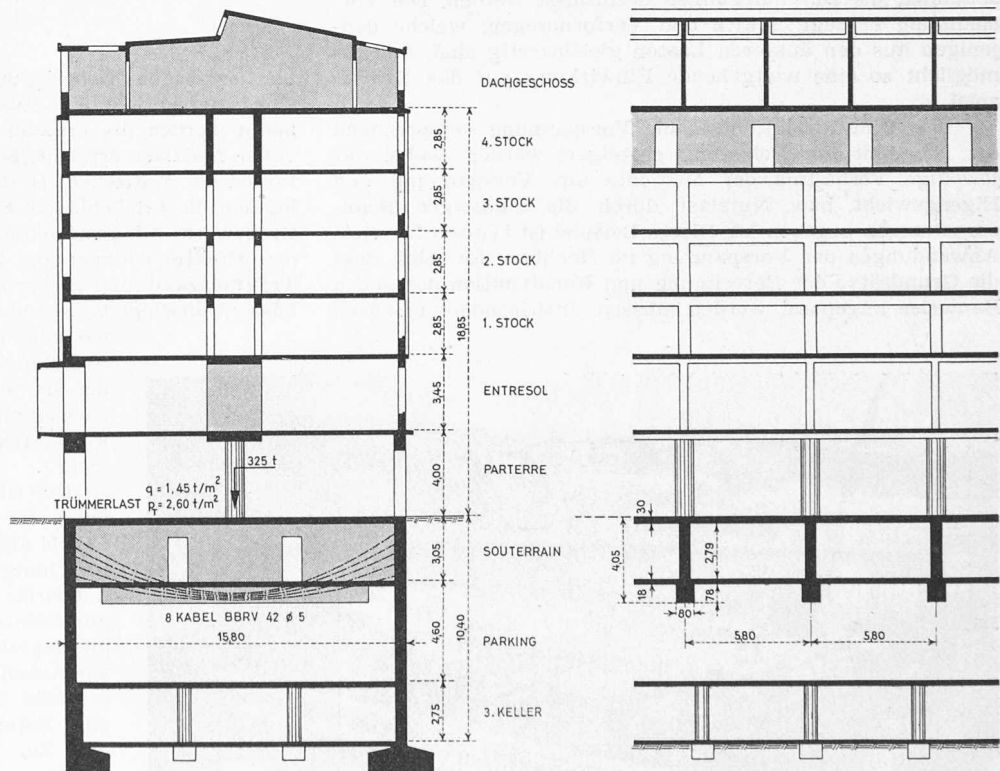 DACHGESCHOSS
2,85
4. STOCK
2,85
3. STOCK
2,85
2. STOCK
2,85
18,85
1. STOCK
3,45
ENTRESOL
325 t
4,00
PARTERRE
TRÜMMERLAST q = 1,45 t/m²
pᵣ = 2,60 t/m²
30
3,05
SOUTERRAIN
2,79
18
78
80
8 KABEL BBRV 42 ø 5
15,80
4,60
10,40
PARKING
5,80
5,80
2,75
3. KELLER